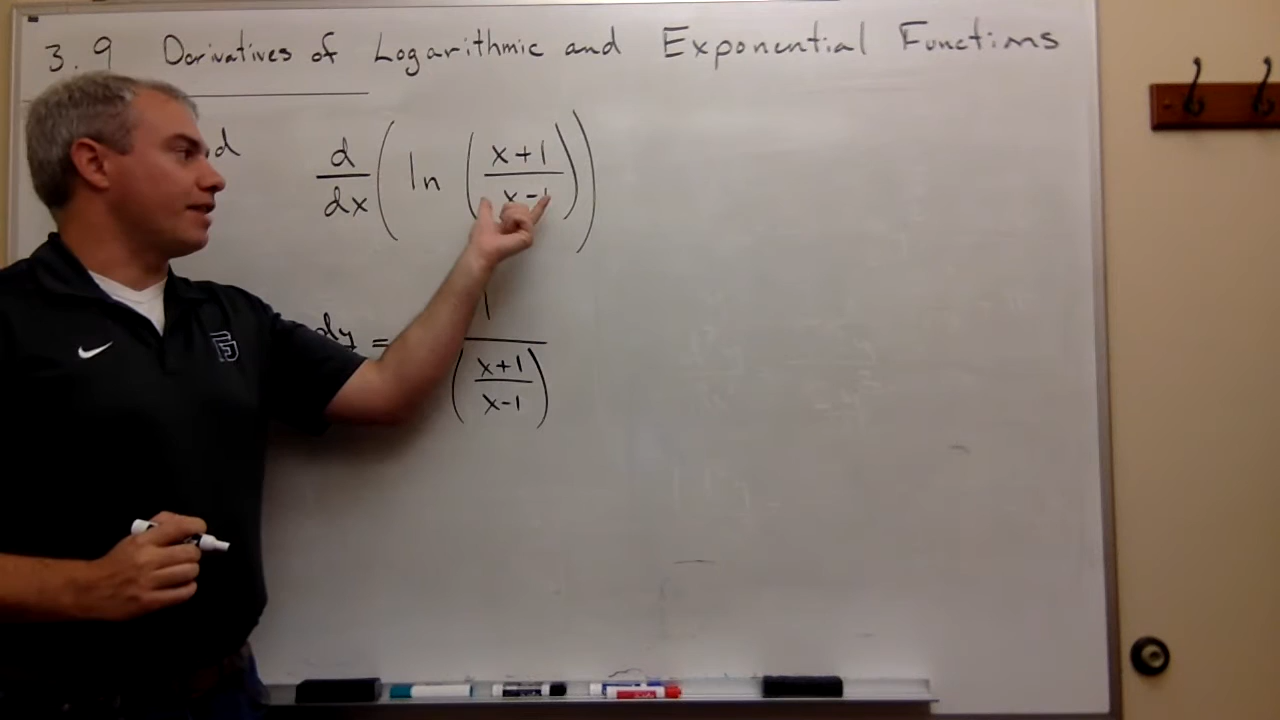 3.9 Derivatives of Logarithmic and Exponential Functions
d/dx ( ln ( (x+1)/(x-1) ) )
= 1/((x+1)/(x-1))